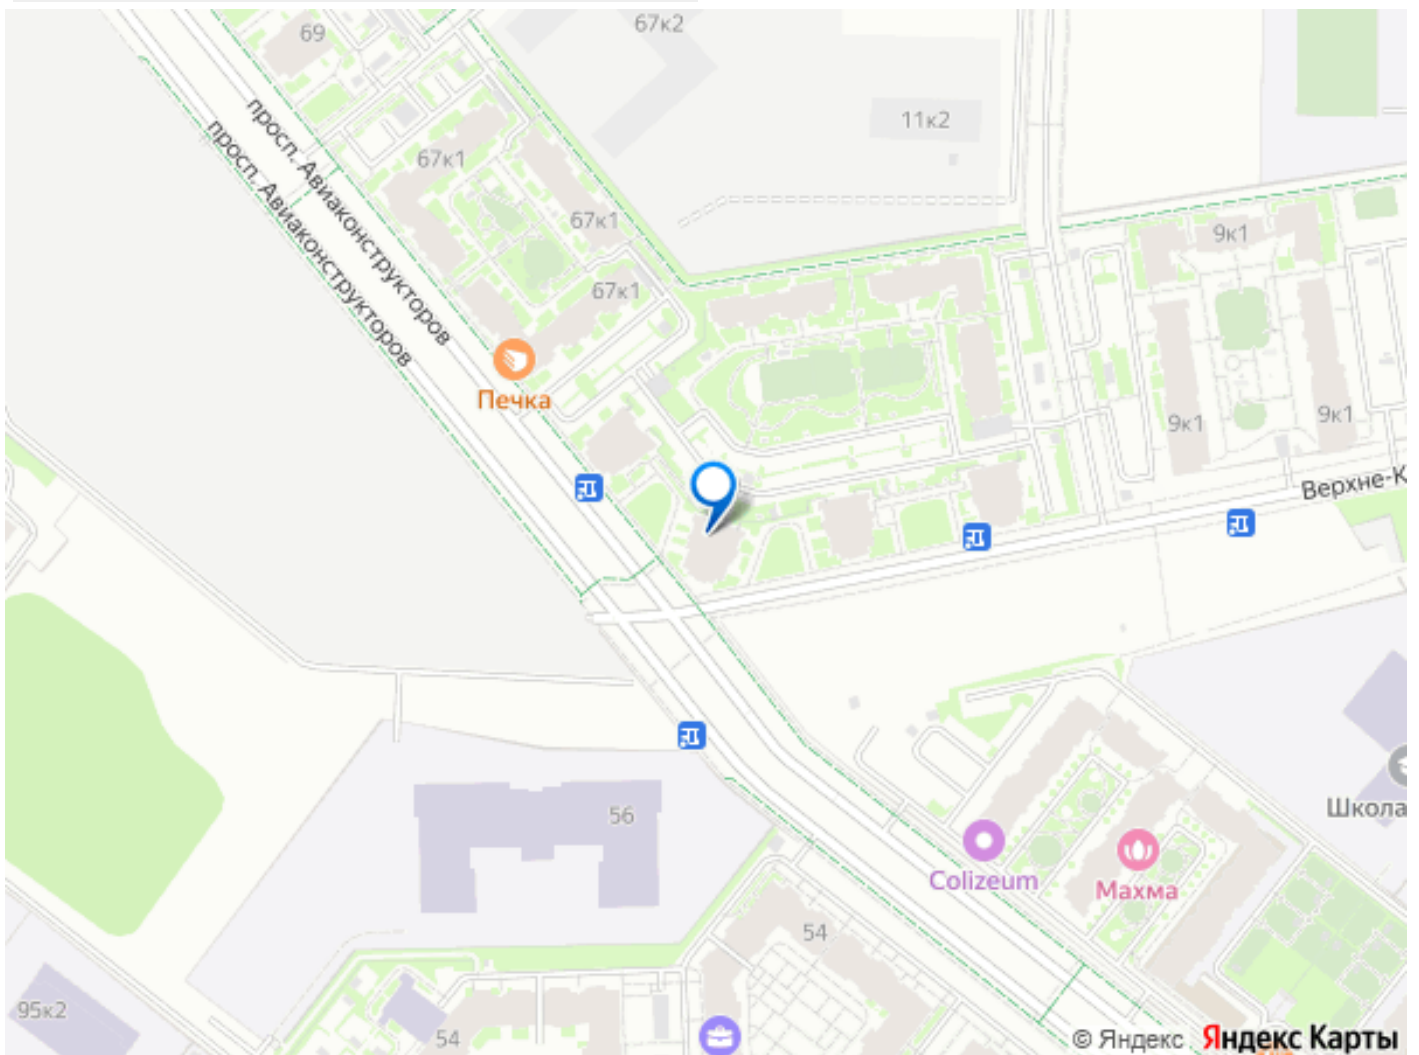 67к2
69
11к2
просп. Авиаконструкторов
просп. Авиаконструкторов
67к1
67к1
9к1
67к1
Печка
9к1
9к1
Верхне-К
56
Школа
Colizeum
Махма
54
95к2
54
© Яндекс Яндекс Карты